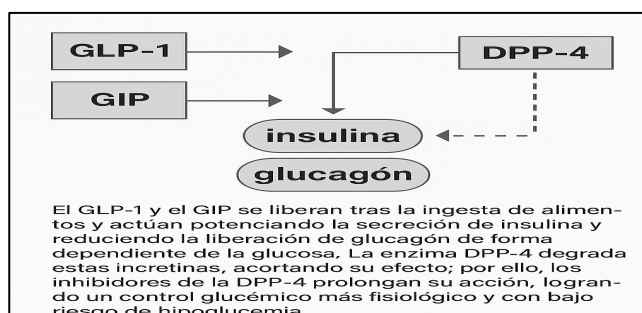 GLP-1
DPP-4
GIP
insulina
glucagón
El GLP-1 y el GIP se liberan tras la ingesta de alimen-
tos y actúan potenciando la secreción de insulina y
reduciendo la liberación de glucagón de forma
dependiente de la glucosa, La enzima DPP-4 degrada
estas incretinas, acortando su efecto; por ello, los
inhibidores de la DPP-4 prolongan su acción, logran-
do un control glucémico más fisiológico y con bajo
riesgo de hipoglucemia